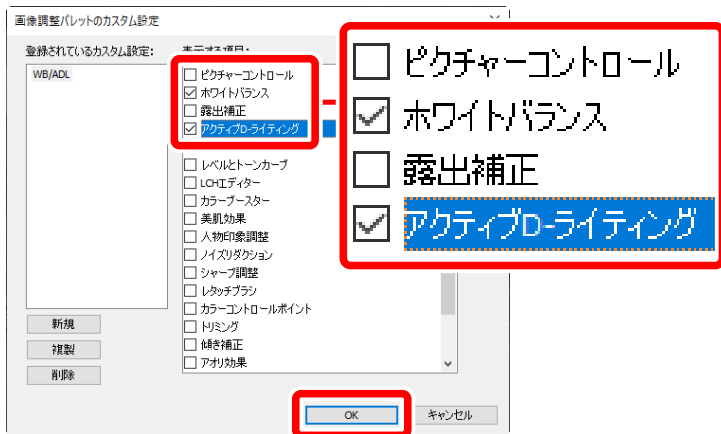 画像調整パレットのカスタム設定
登録されているカスタム設定:
表示する項目:
WB/ADL
ピクチャーコントロール
ホワイトバランス
露出補正
アクティブD-ライティング
レベルとトーンカーブ
LCHエディター
カラーブースター
美肌効果
人物印象調整
ノイズリダクション
シャープ調整
レタッチブラシ
カラーコントロールポイント
トリミング
傾き補正
アオリ効果
新規
複製
削除
OK
キャンセル
ピクチャーコントロール
ホワイトバランス
露出補正
アクティブD-ライティング